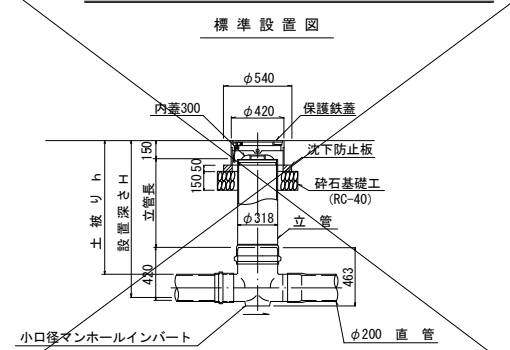 標準設置図
φ540
内蓋300
保護鉄蓋
φ420
沈下防止板
150
50
150
砕石基礎工
(RC-40)
土被りh
設置深さH
立管長
φ318
立管
420
463
小口径マンホールインバート
φ200 直管